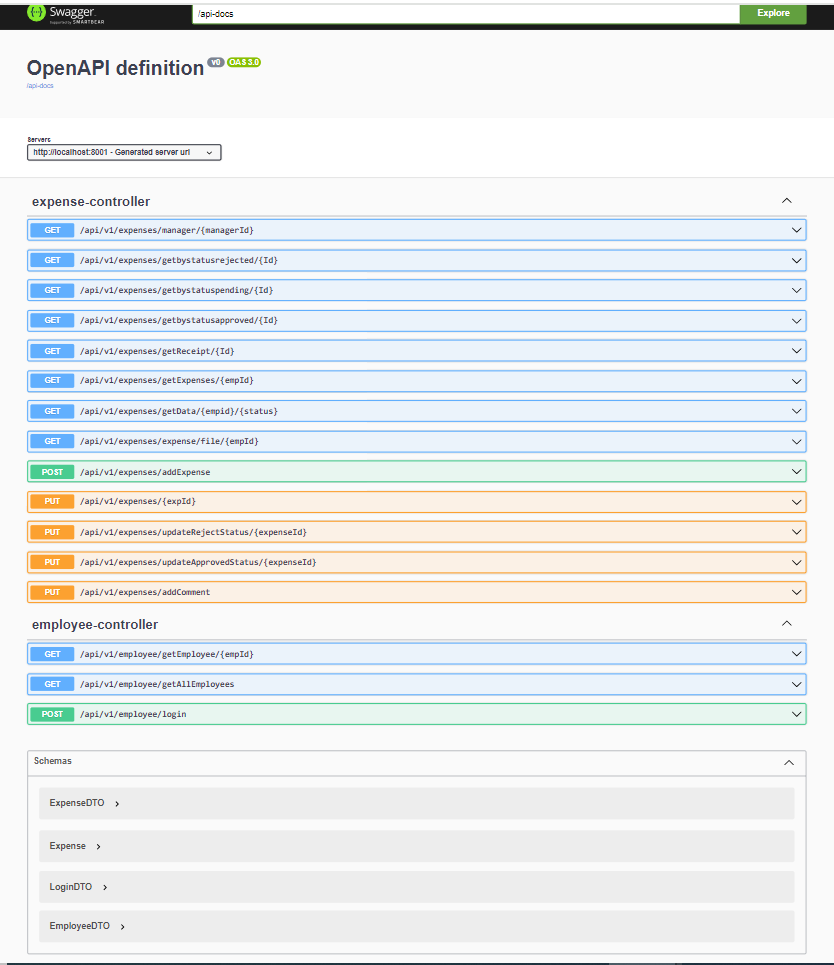 Swagger.
Supported by SMARTBEAR
/api-docs
Explore
OpenAPI definition v0 OAS 3.0
/api-docs
Servers
http://localhost:8001 - Generated server url
expense-controller
GET /api/v1/expenses/manager/{managerId}
GET /api/v1/expenses/getbystatusrejected/{Id}
GET /api/v1/expenses/getbystatuspending/{Id}
GET /api/v1/expenses/getbystatusapproved/{Id}
GET /api/v1/expenses/getReceipt/{Id}
GET /api/v1/expenses/getExpenses/{empId}
GET /api/v1/expenses/getData/{empid}/{status}
GET /api/v1/expenses/expense/file/{empId}
POST /api/v1/expenses/addExpense
PUT /api/v1/expenses/{expId}
PUT /api/v1/expenses/updateRejectStatus/{expenseId}
PUT /api/v1/expenses/updateApprovedStatus/{expenseId}
PUT /api/v1/expenses/addComment
employee-controller
GET /api/v1/employee/getEmployee/{empId}
GET /api/v1/employee/getAllEmployees
POST /api/v1/employee/login
Schemas
ExpenseDTO
Expense
LoginDTO
EmployeeDTO